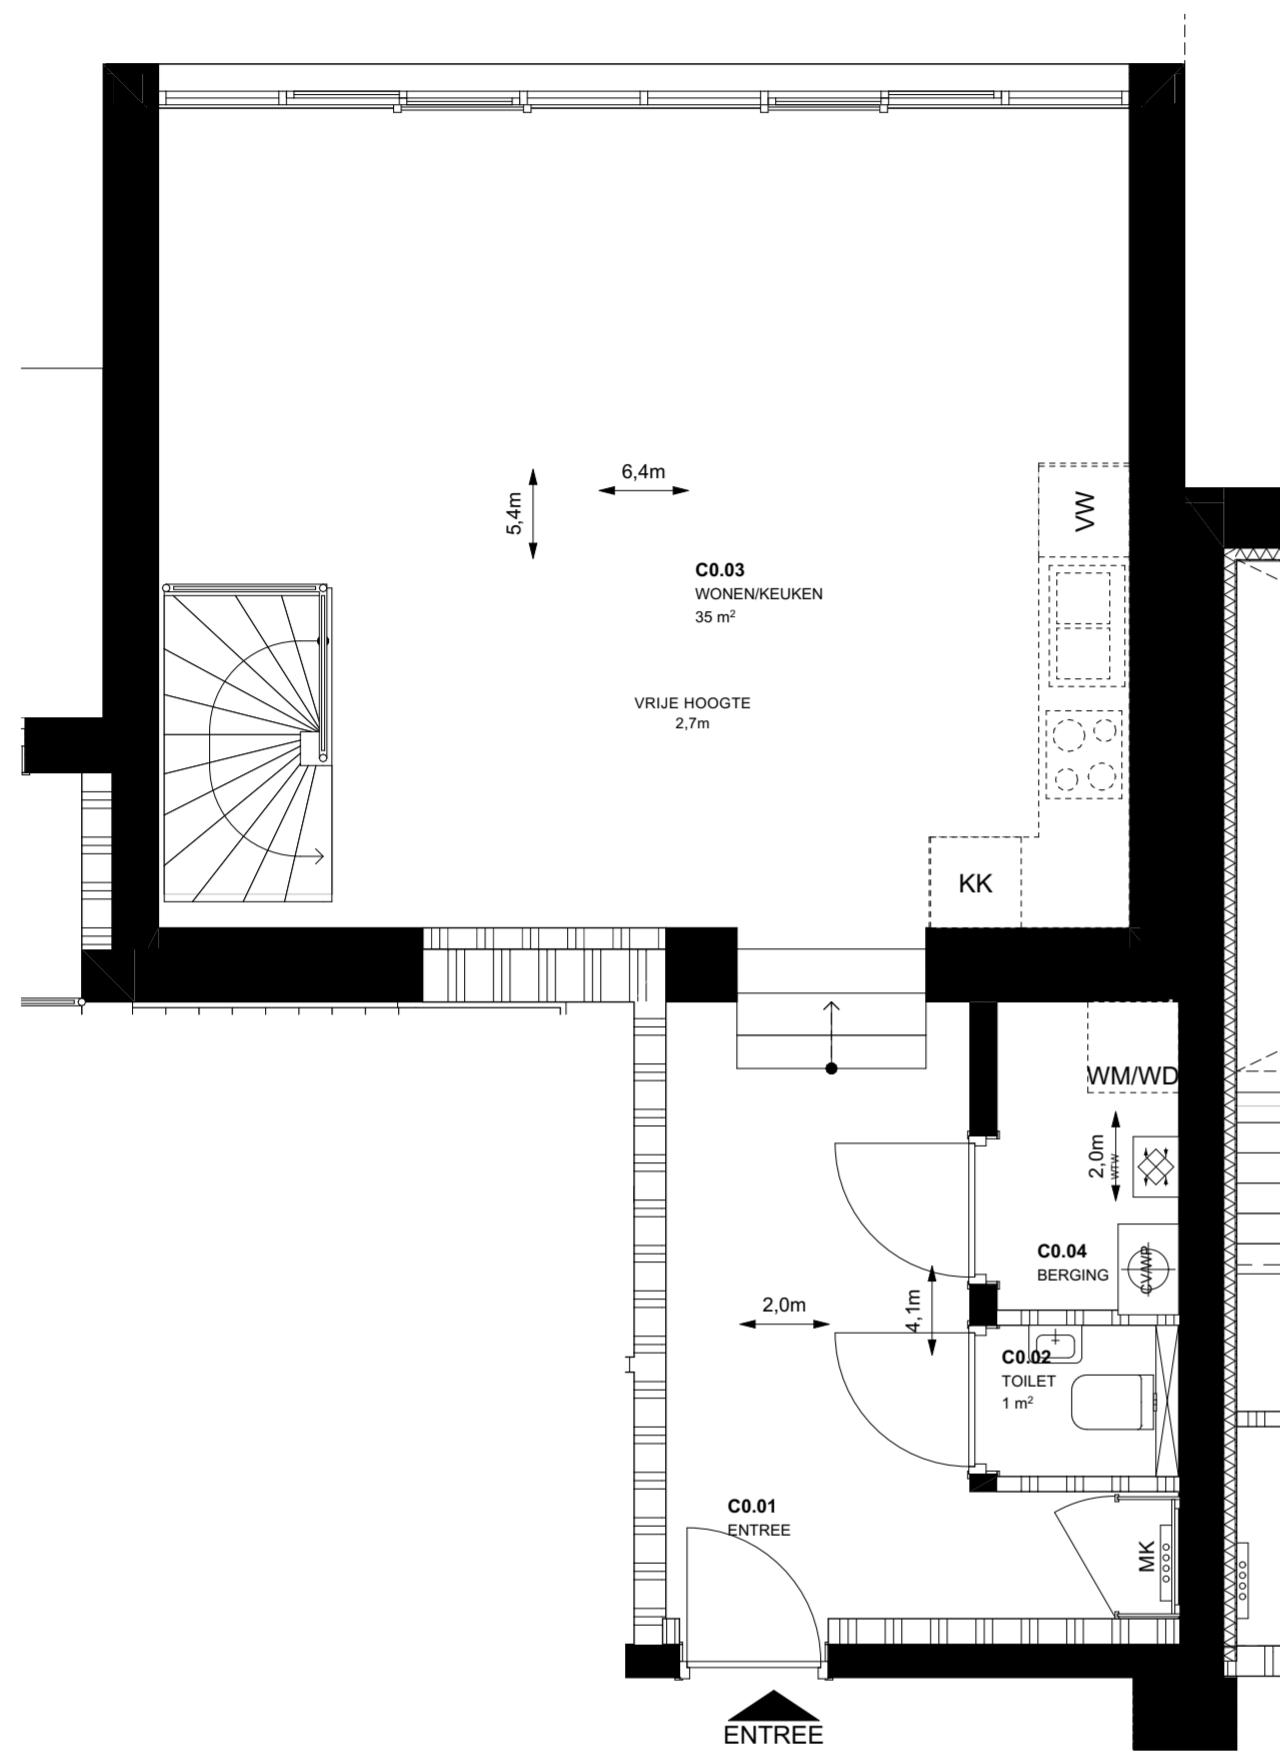 6,4m
5,4m
VW
C0.03
WONEN/KEUKEN
35 m²
VRIJE HOOGTE
2,7m
KK
WM/WD
2,0m
WTW
C0.04
BERGING
CV/WP
2,0m
4,1m
C0.02
TOILET
1 m²
C0.01
ENTREE
MK
ENTREE